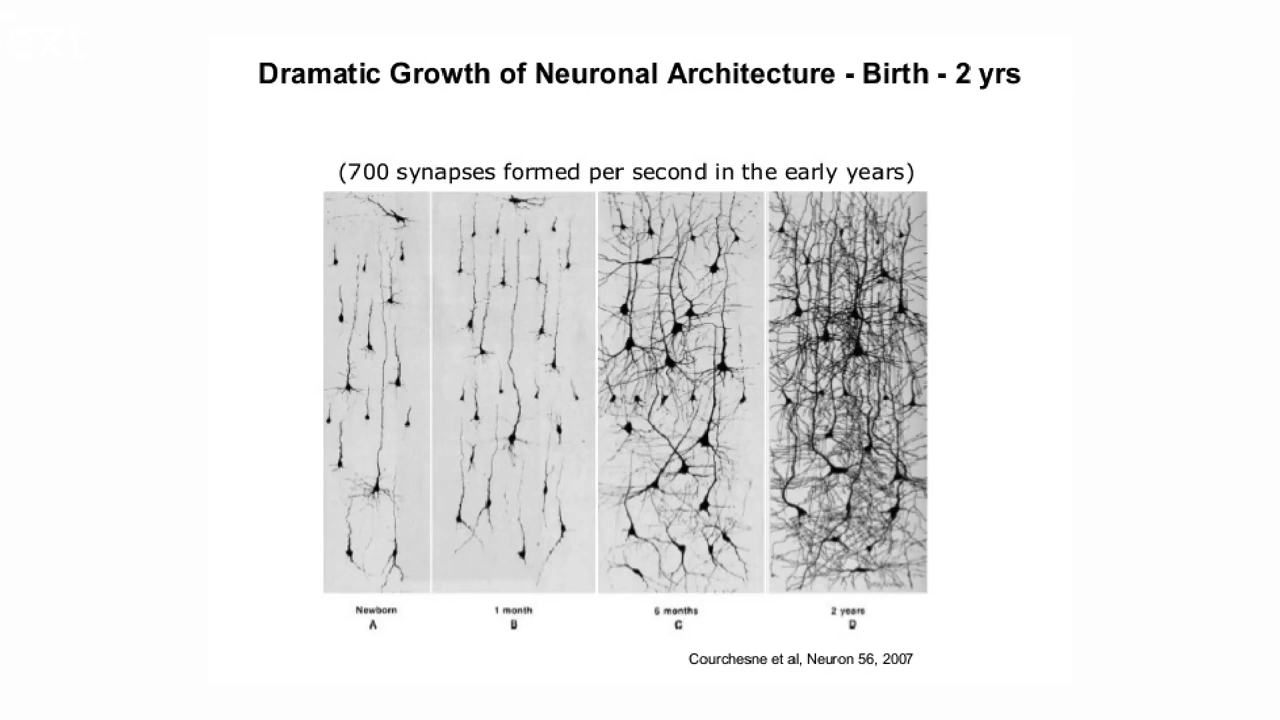 Dramatic Growth of Neuronal Architecture - Birth - 2 yrs
(700 synapses formed per second in the early years)
Newborn 1 month 6 months 2 years
A B C D
Courchesne et al, Neuron 56, 2007